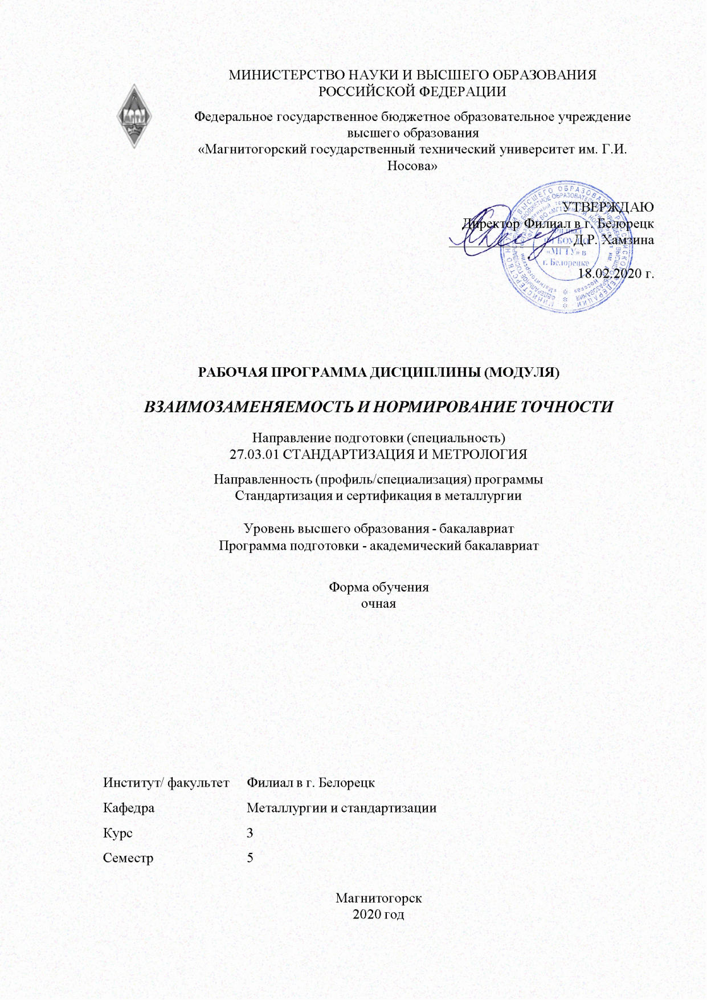 МИНИСТЕРСТВО НАУКИ И ВЫСШЕГО ОБРАЗОВАНИЯ
РОССИЙСКОЙ ФЕДЕРАЦИИ
МГТУ
Федеральное государственное бюджетное образовательное учреждение
высшего образования
«Магнитогорский государственный технический университет им. Г.И.
Носова»
УТВЕРЖДАЮ
Директор Филиал в г. Белорецк
Д.Р. Хамзина
18.02.2020 г.
Филиал
ФГБОУ ВО
«МГТУ» в
г. Белорецке
РАБОЧАЯ ПРОГРАММА ДИСЦИПЛИНЫ (МОДУЛЯ)
ВЗАИМОЗАМЕНЯЕМОСТЬ И НОРМИРОВАНИЕ ТОЧНОСТИ
Направление подготовки (специальность)
27.03.01 СТАНДАРТИЗАЦИЯ И МЕТРОЛОГИЯ
Направленность (профиль/специализация) программы
Стандартизация и сертификация в металлургии
Уровень высшего образования - бакалавриат
Программа подготовки - академический бакалавриат
Форма обучения
очная
Институт/ факультет Филиал в г. Белорецк
Кафедра Металлургии и стандартизации
Курс 3
Семестр 5
Магнитогорск
2020 год